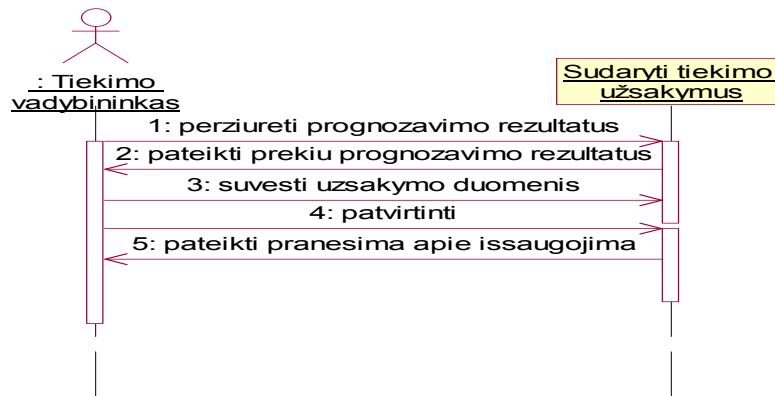 : Tiekimo
vadybininkas
Sudaryti tiekimo
užsakymus
1: perziureti prognozavimo rezultatus
2: pateikti prekiu prognozavimo rezultatus
3: suvesti uzsakymo duomenis
4: patvirtinti
5: pateikti pranesima apie issaugojima